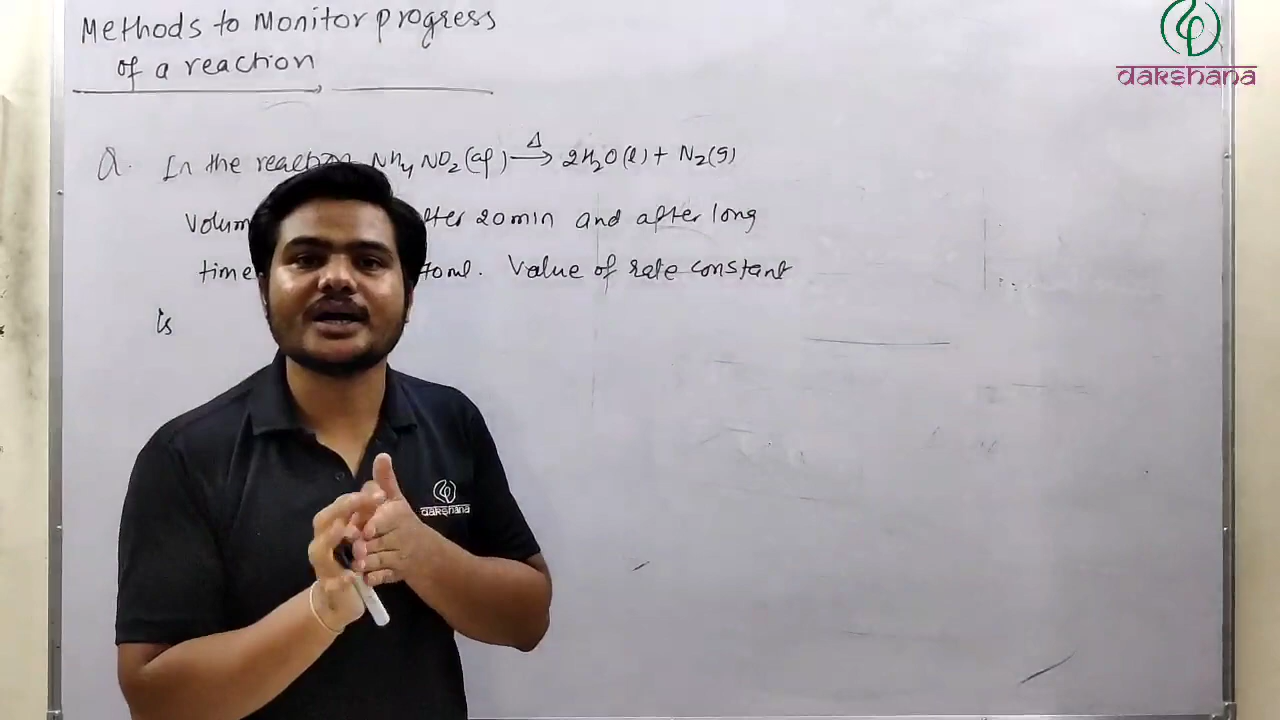 Methods to Monitor progress
of a reaction
dakshana
Q. In the reaction NH4NO2(aq) →Δ 2H2O(l) + N2(g)
after 20min and after long
time 70ml. Value of rate constant
is
dakshana